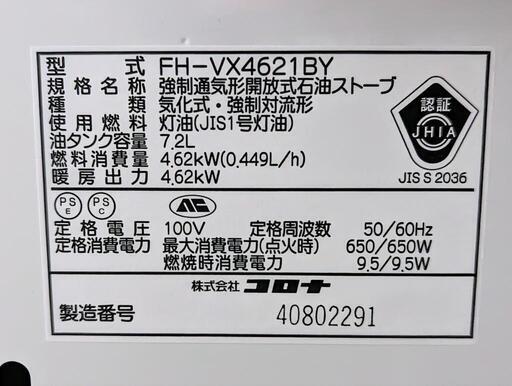 型式 FH-VX4621BY
規格名称 強制通気形開放式石油ストーブ
種類 気化式・強制対流形
使用燃料 灯油(JIS1号灯油)
油タンク容量 7.2L
燃料消費量 4.62kW(0.449L/h)
暖房出力 4.62kW
認証
JHIA
JIS S 2036
PS E PS C
定格電圧 100V 定格周波数 50/60Hz
定格消費電力 最大消費電力(点火時) 650/650W
燃焼時消費電力 9.5/9.5W
株式会社 コロナ
製造番号 40802291